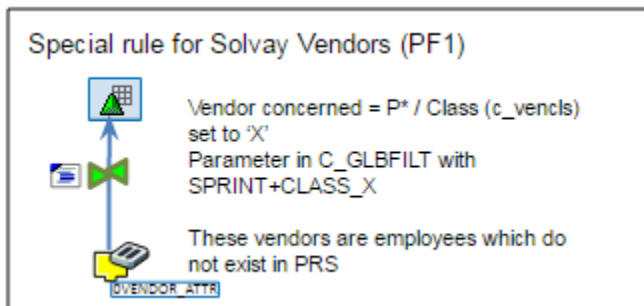 Special rule for Solvay Vendors (PF1)
Vendor concerned = P* / Class (c_vencls)
set to ‘X’
Parameter in C_GLBFILT with
SPRINT+CLASS_X
These vendors are employees which do
not exist in PRS
0VENDOR_ATTR